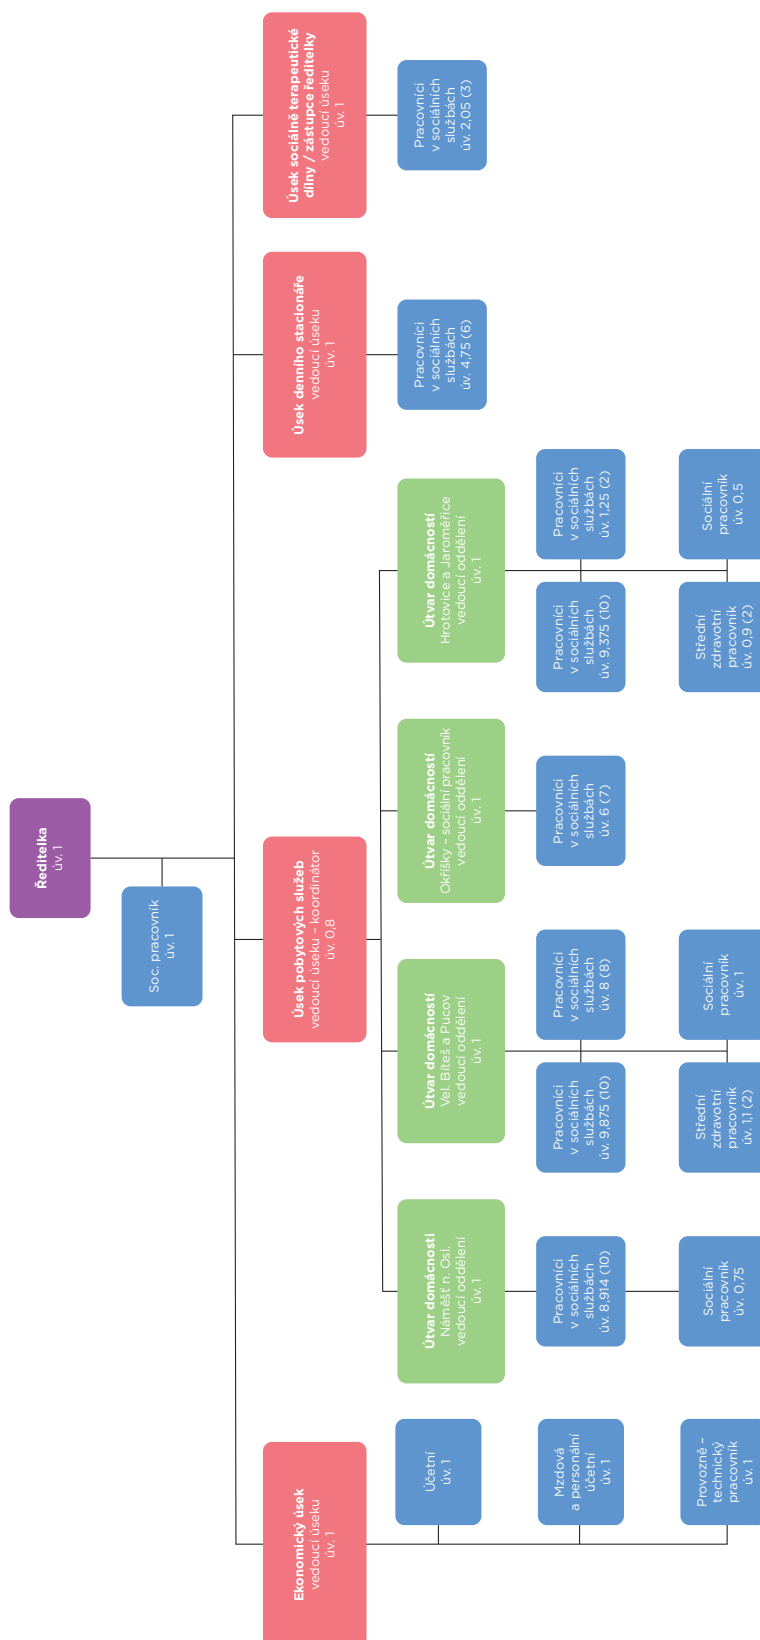 Ředitelka
úv. 1
Soc. pracovník
úv. 1
Ekonomický úsek
vedoucí úseku
úv. 1
Úsek pobytových služeb
vedoucí úseku – koordinátor
úv. 0,8
Úsek denního stacionáře
vedoucí úseku
úv. 1
Úsek sociálně terapeutické
dílny / zástupce ředitelky
vedoucí úseku
úv. 1
Účetní
úv. 1
Mzdová
a personální
účetní
úv. 1
Provozně –
technický
pracovník
úv. 1
Útvar domácnosti
Náměšť n. Osl.
vedoucí oddělení
úv. 1
Pracovníci
v sociálních
službách
úv. 8,914 (10)
Sociální
pracovník
úv. 0,75
Útvar domácností
Vel. Bíteš a Pucov
vedoucí oddělení
úv. 1
Pracovníci
v sociálních
službách
úv. 9,875 (10)
Pracovníci
v sociálních
službách
úv. 8 (8)
Střední
zdravotní
pracovník
úv. 1,1 (2)
Sociální
pracovník
úv. 1
Útvar domácností
Okříšky – sociální pracovník
vedoucí oddělení
úv. 1
Pracovníci
v sociálních
službách
úv. 6 (7)
Útvar domácností
Hrotovice a Jaroměřice
vedoucí oddělení
úv. 1
Pracovníci
v sociálních
službách
úv. 9,375 (10)
Pracovníci
v sociálních
službách
úv. 1,25 (2)
Střední
zdravotní
pracovník
úv. 0,9 (2)
Sociální
pracovník
úv. 0,5
Pracovníci
v sociálních
službách
úv. 4,75 (6)
Pracovníci
v sociálních
službách
úv. 2,05 (3)